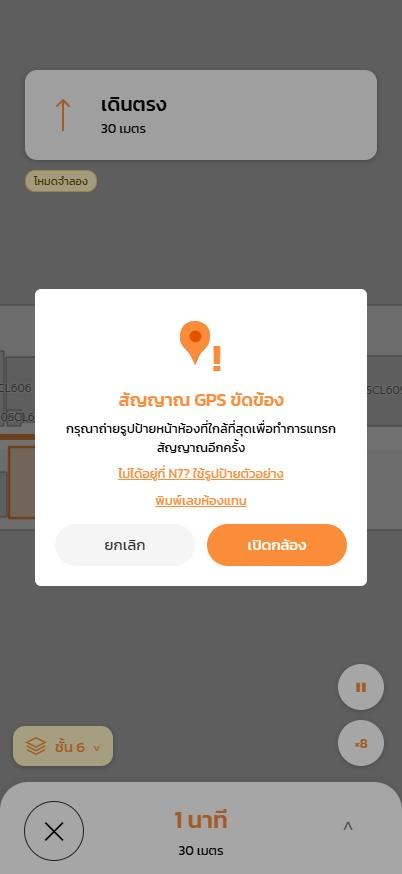 เดินตรง
30 เมตร
โหมดจำลอง
CL606
SCL609
05CL6
สัญญาณ GPS ขัดข้อง
กรุณาถ่ายรูปป้ายหน้าห้องที่ใกล้ที่สุดเพื่อทำการแทรก
สัญญาณอีกครั้ง
ไม่ได้อยู่ที่ N7? ใช้รูปป้ายตัวอย่าง
พิมพ์เลขห้องแทน
ยกเลิก
เปิดกล้อง
×8
ชั้น 6
1 นาที
30 เมตร